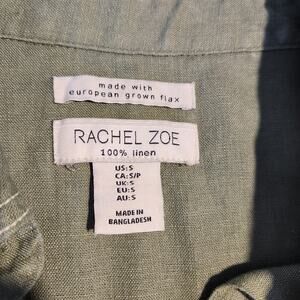 made with
european grown flax
RACHEL ZOE
100% linen
US:S
CA:S/P
UK:S
EU:S
AU:S
MADE IN
BANGLADESH